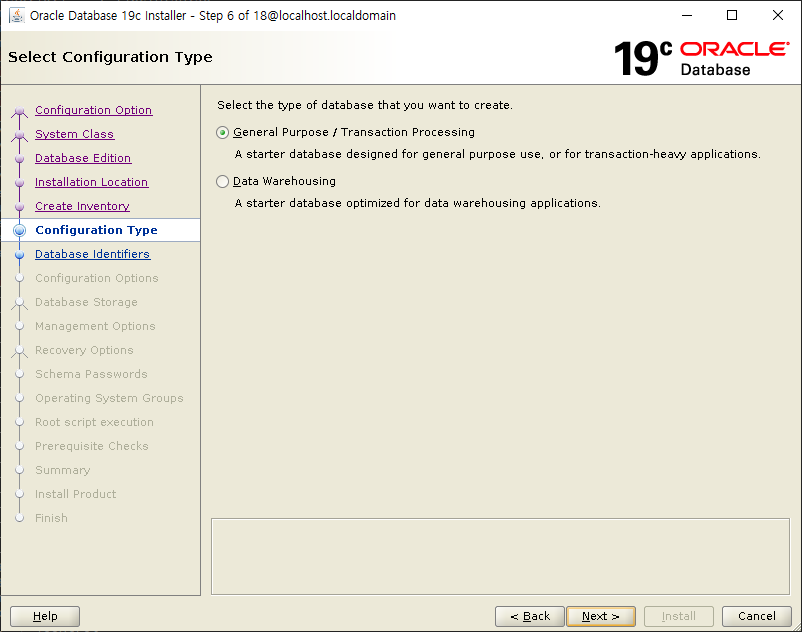 Oracle Database 19c Installer - Step 6 of 18@localhost.localdomain
Select Configuration Type
19c ORACLE
Database
Configuration Option
System Class
Database Edition
Installation Location
Create Inventory
Configuration Type
Database Identifiers
Configuration Options
Database Storage
Management Options
Recovery Options
Schema Passwords
Operating System Groups
Root script execution
Prerequisite Checks
Summary
Install Product
Finish
Select the type of database that you want to create.
General Purpose / Transaction Processing
A starter database designed for general purpose use, or for transaction-heavy applications.
Data Warehousing
A starter database optimized for data warehousing applications.
Help
< Back
Next >
Install
Cancel